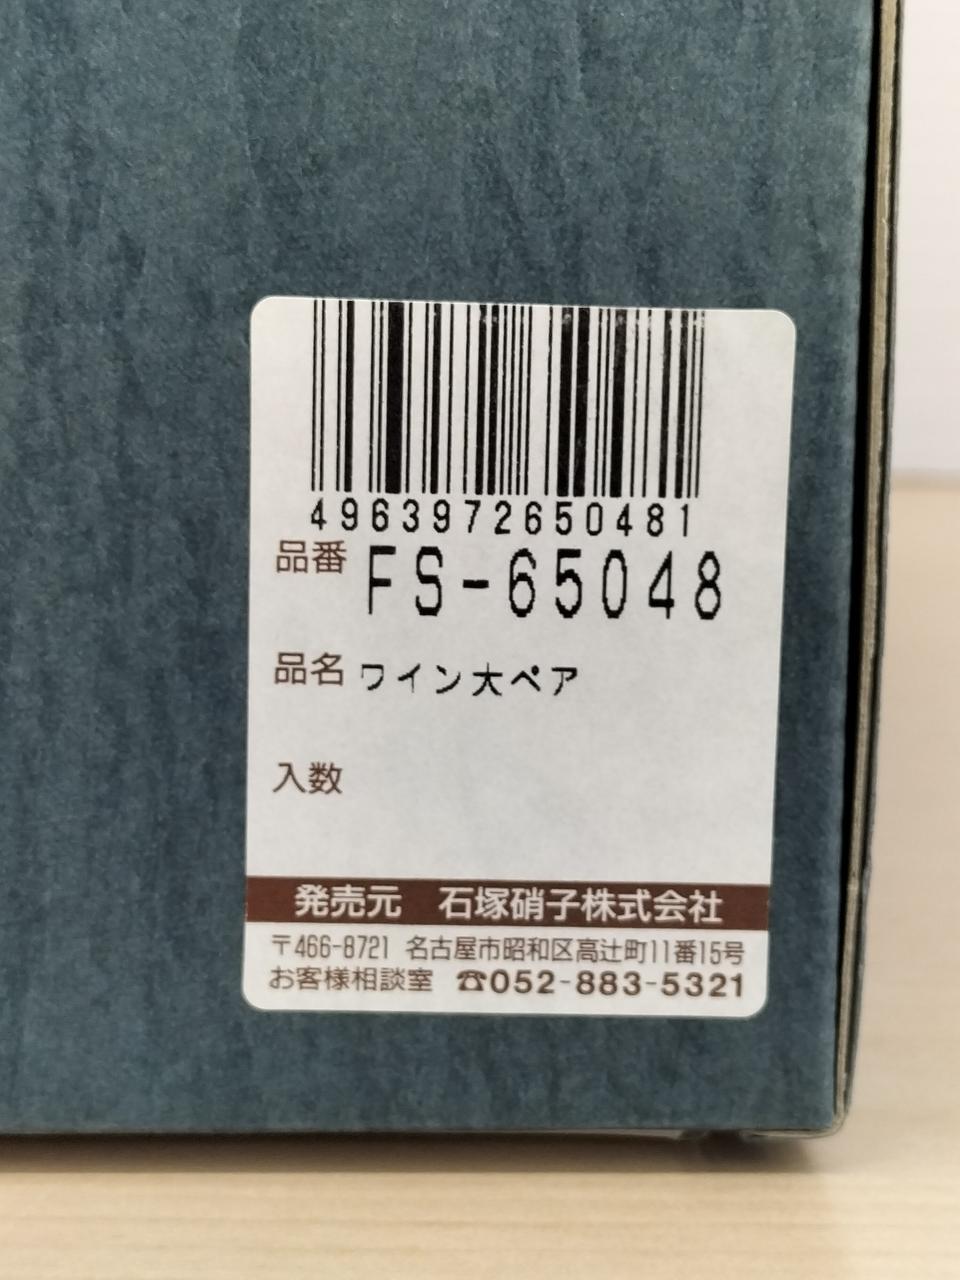 4963972650481
品番 FS-65048
品名 ワイン大ペア
入数
発売元 石塚硝子株式会社
〒466-8721 名古屋市昭和区高辻町11番15号
お客様相談室 ☎052-883-5321